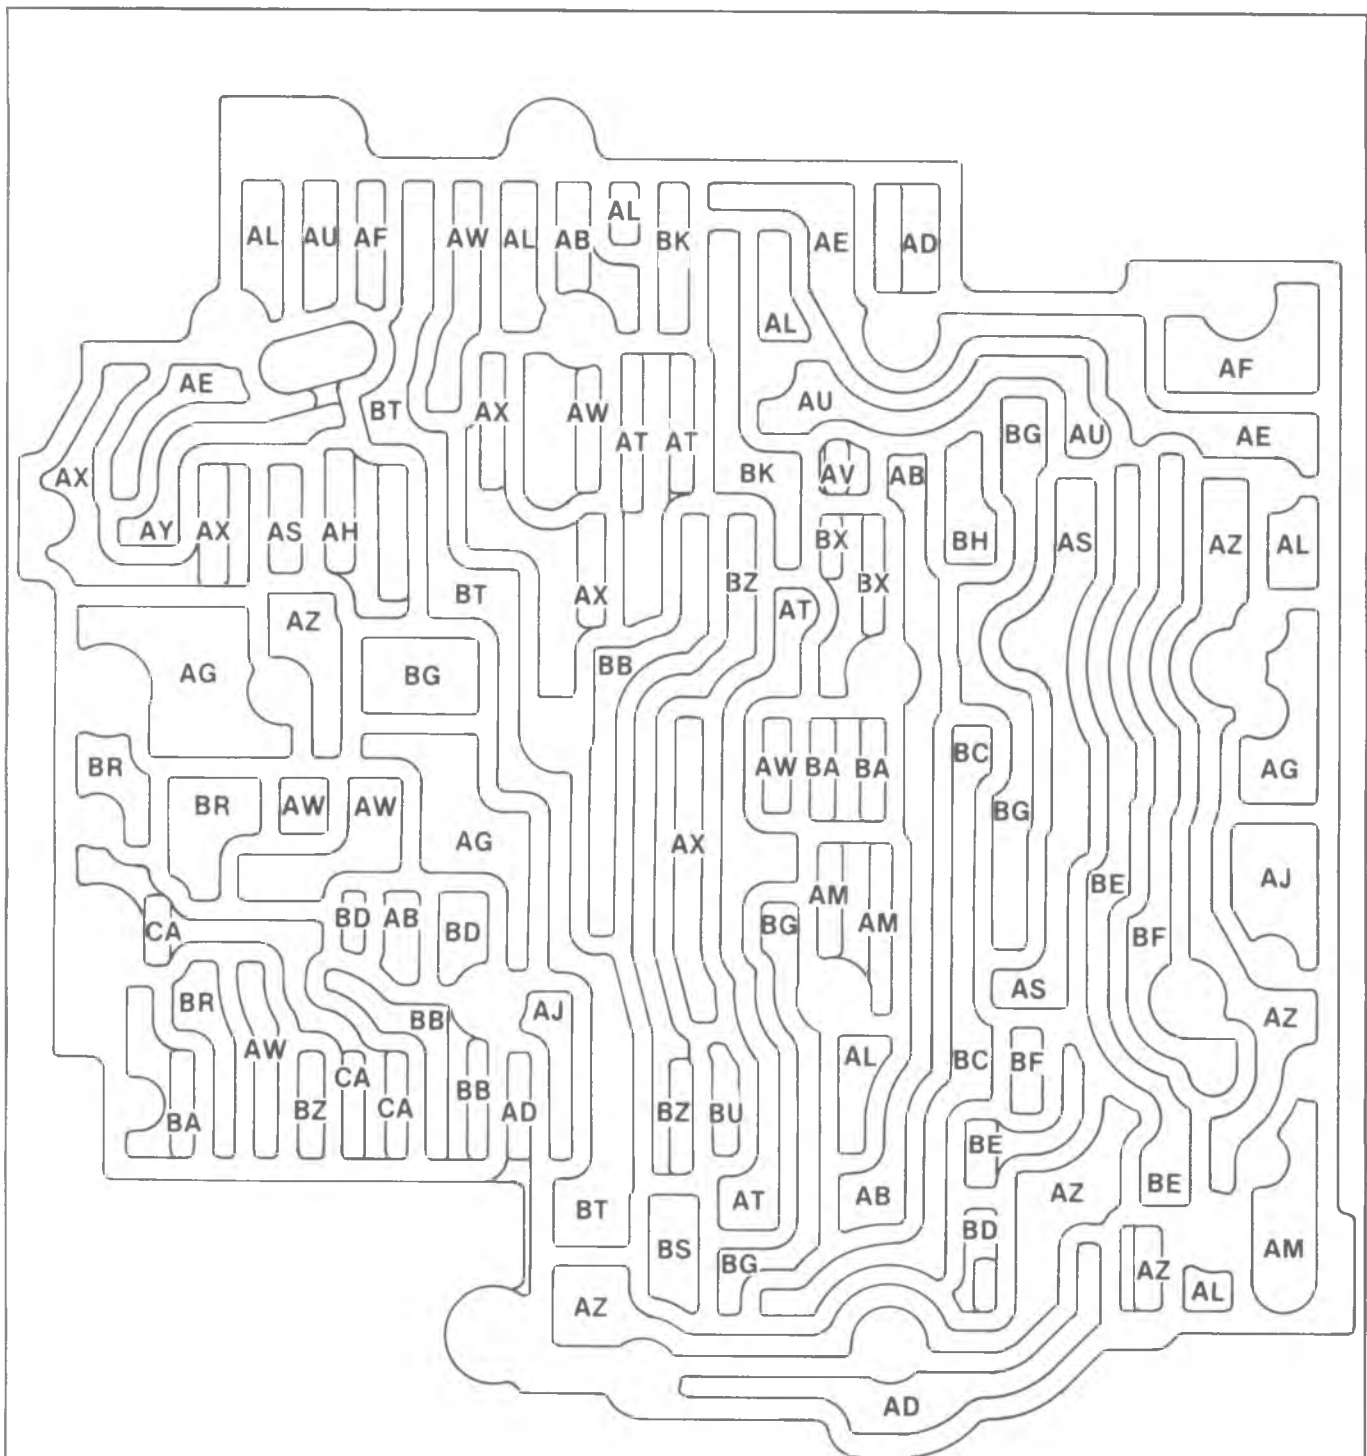 AL AU AF AW AL AB AL BK AE AD
AL
AE BT AX AW AU AF
AX AT AT BK AV AB BG AU AE
AY AX AS AH BX BH AS AZ AL
BT AX BZ BX
AZ AT
AG BG BB
BR AW BA BA BC AG
BR AW AW AG AX BG
CA BD AB BD BG AM AM BE AJ
BR AW BB AJ BF AS AZ
BA BZ CA CA BB AD BZ BU AL BC BF
BE BE
BT AT AB AZ
BS BG BD AZ AL AM
AZ
AD